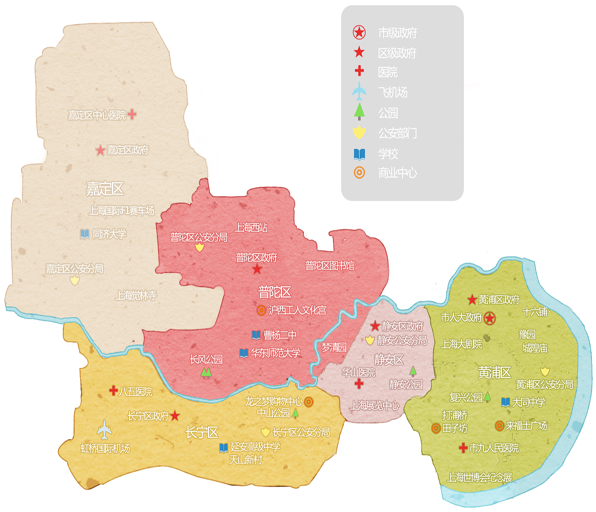 市级政府
区级政府
医院
飞机场
公园
公安部门
学校
商业中心
嘉定区中心医院
嘉定区政府
嘉定区
上海国际F1赛车场
同济大学
嘉定区公安分局
上海西站
普陀区公安分局
普陀区政府
普陀区图书馆
普陀区
沪西工人文化宫
曹杨二中
华东师范大学
长风公园
梦清园
静安区政府
静安公安分局
静安区
华山医院
静安公园
上海展览中心
黄浦区政府
十六铺
市人大政府
豫园
城隍庙
上海大剧院
黄浦区
黄浦区公安分局
复兴公园
大同中学
打浦桥
田子坊
来福士广场
市九人民医院
上海世博会纪念展
八五医院
龙之梦购物中心
中山公园
长宁区政府
长宁区
长宁区公安分局
虹桥国际机场
延安高级中学
天山新村